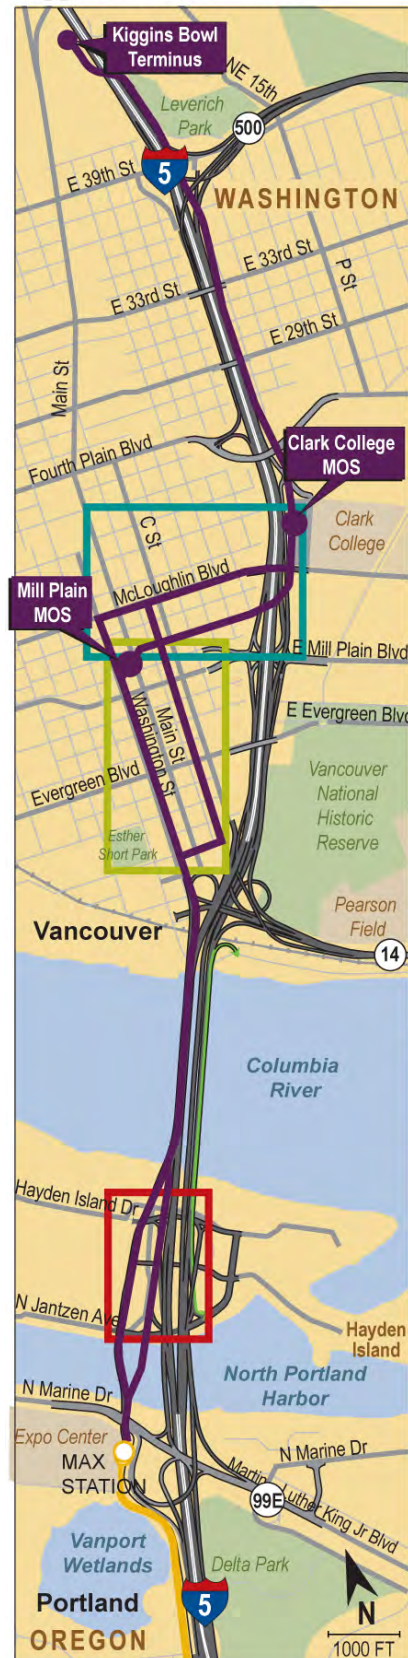 Kiggins Bowl
Terminus
NE 15th
Leverich
Park
500
E 39th St
5
WASHINGTON
E 33rd St
E 33rd St
P St
E 29th St
Main St
Fourth Plain Blvd
Clark College
MOS
C St
Clark
College
McLoughlin Blvd
Mill Plain
MOS
E Mill Plain Blvd
Main St
Washington St
E Evergreen Blvd
Evergreen Blvd
Vancouver
National
Historic
Reserve
Esther
Short Park
Pearson
Field
Vancouver
14
Columbia
River
Hayden Island Dr
N Jantzen Ave
Hayden
Island
North Portland
Harbor
N Marine Dr
Expo Center
MAX
STATION
N Marine Dr
Martin Luther King Jr Blvd
99E
Vanport
Wetlands
Delta Park
Portland
5
N
OREGON
1000 FT